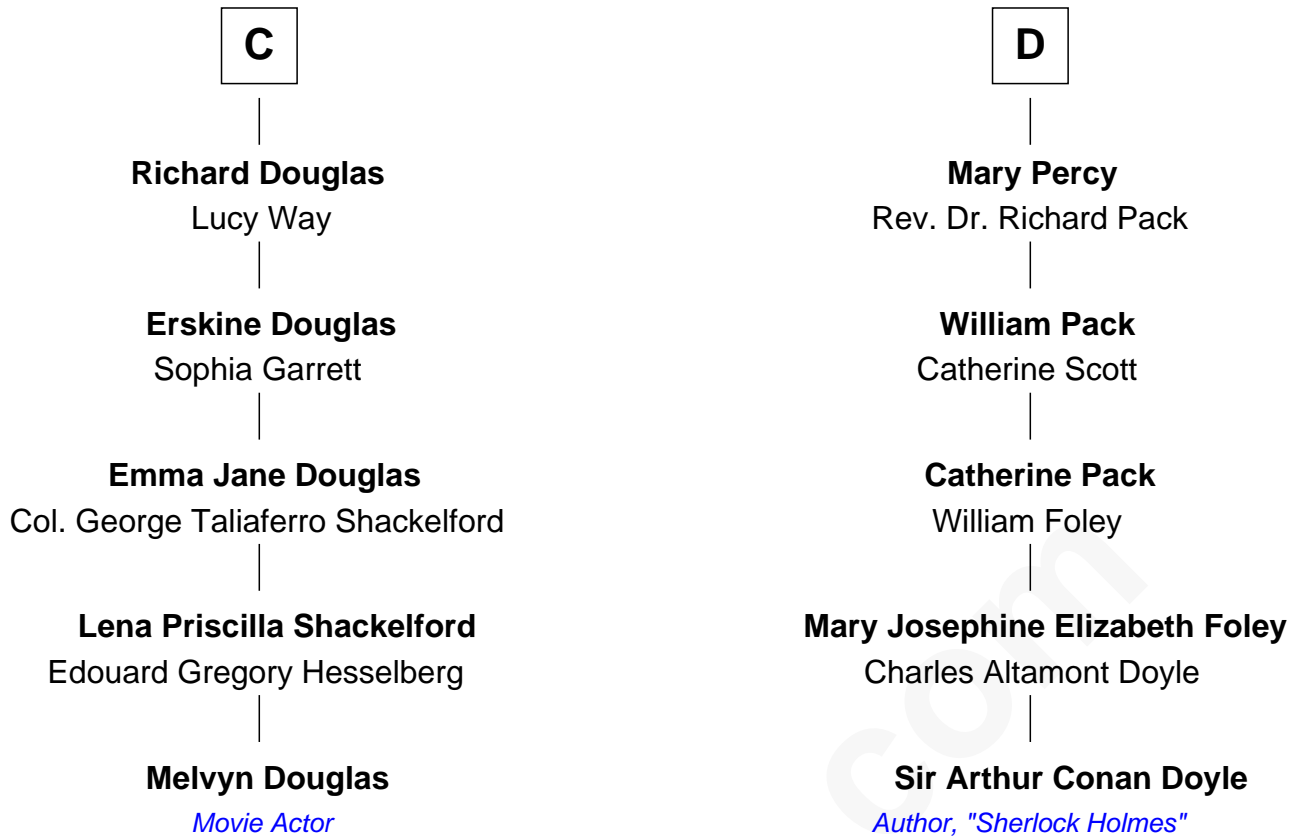 C
Richard Douglas
Lucy Way
Erskine Douglas
Sophia Garrett
Emma Jane Douglas
Col. George Taliaferro Shackelford
Lena Priscilla Shackelford
Edouard Gregory Hesselberg
Melvyn Douglas
Movie Actor
D
Mary Percy
Rev. Dr. Richard Pack
William Pack
Catherine Scott
Catherine Pack
William Foley
Mary Josephine Elizabeth Foley
Charles Altamont Doyle
Sir Arthur Conan Doyle
Author, "Sherlock Holmes"
com